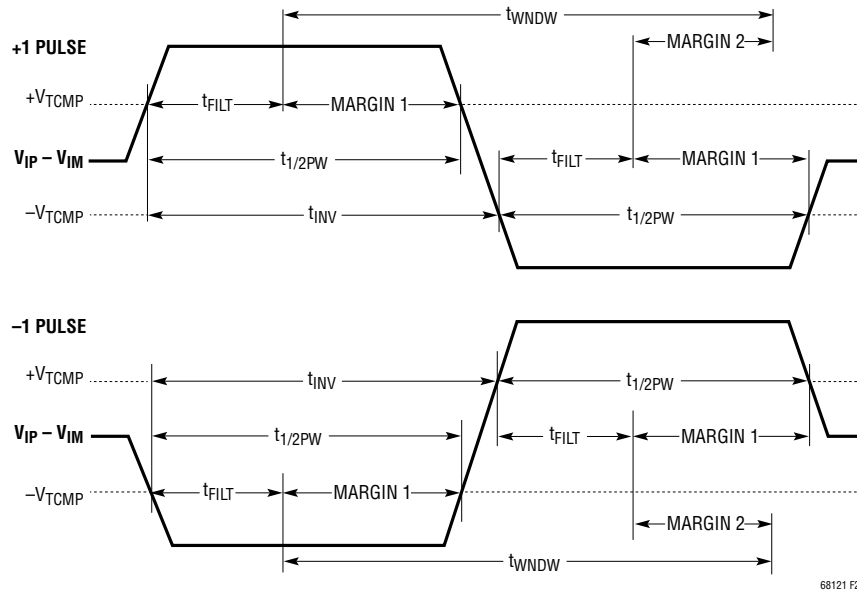 tWNDW
+1 PULSE
MARGIN 2
+VTCMP
tFILT
MARGIN 1
VIP – VIM
t1/2PW
tFILT
MARGIN 1
–VTCMP
tINV
t1/2PW
–1 PULSE
+VTCMP
tINV
t1/2PW
VIP – VIM
t1/2PW
tFILT
MARGIN 1
–VTCMP
tFILT
MARGIN 1
MARGIN 2
tWNDW
68121 F2